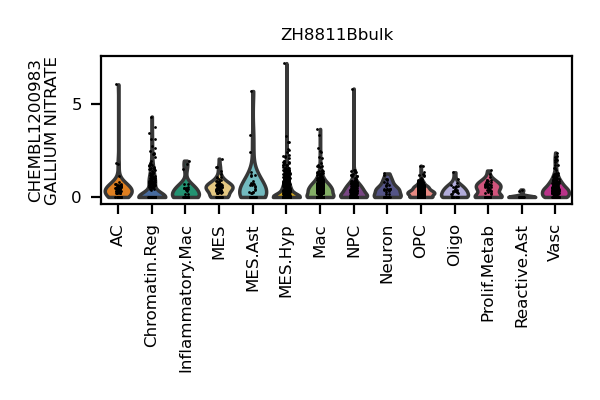 ZH8811Bbulk
CHEMBL1200983
GALLIUM NITRATE
5
0
AC
Chromatin.Reg
Inflammatory.Mac
MES
MES.Ast
MES.Hyp
Mac
NPC
Neuron
OPC
Oligo
Prolif.Metab
Reactive.Ast
Vasc